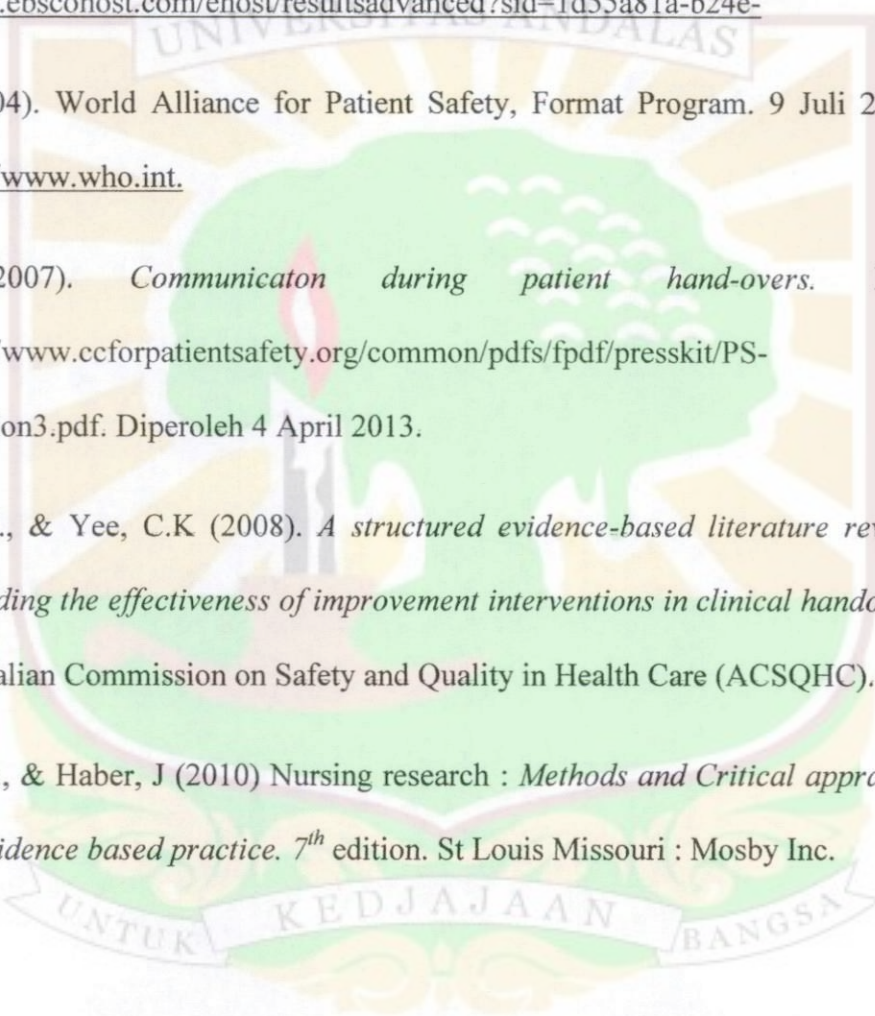 .ebscohost.com/ehost/resultsadvanced?sid=1d55a81a-b24e-
UNIVERSITAS ANDALAS
04). World Alliance for Patient Safety, Format Program. 9 Juli 2
www.who.int.
2007). Communicaton during patient hand-overs.
www.ccforpatientsafety.org/common/pdfs/fpdf/presskit/PS-
on3.pdf. Diperoleh 4 April 2013.
., & Yee, C.K (2008). A structured evidence-based literature rev
ding the effectiveness of improvement interventions in clinical hando
alian Commission on Safety and Quality in Health Care (ACSQHC).
., & Haber, J (2010) Nursing research : Methods and Critical appra
idence based practice. 7th edition. St Louis Missouri : Mosby Inc.
UNTUK KEDJAJAAN BANGSA